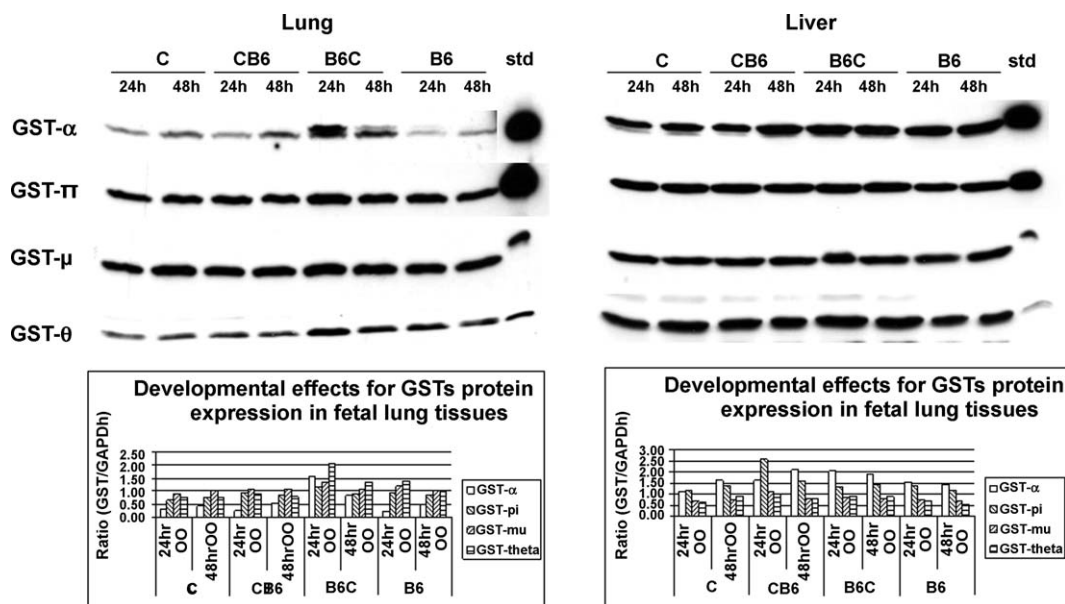 Lung
C CB6 B6C B6 std
24h 48h 24h 48h 24h 48h 24h 48h
GST-α
GST-π
GST-μ
GST-θ
Liver
C CB6 B6C B6 std
24h 48h 24h 48h 24h 48h 24h 48h
Developmental effects for GSTs protein
expression in fetal lung tissues
Ratio (GST/GAPDh)
2.50
2.00
1.50
1.00
0.50
0.00
24hr OO
48hrOO
24hr OO
48hrOO
24hr OO
48hr OO
24hr OO
48hr OO
C CB6 B6C B6
GST-α
GST-pi
GST-mu
GST-theta
Developmental effects for GSTs protein
expression in fetal lung tissues
Ratio (GST/GAPDh)
3.00
2.50
2.00
1.50
1.00
0.50
0.00
24hr OO
48hrOO
24hr OO
48hr OO
24hr OO
48hr OO
24hr OO
48hr OO
C CB6 B6C B6
GST-α
GST-pi
GST-mu
GST-theta